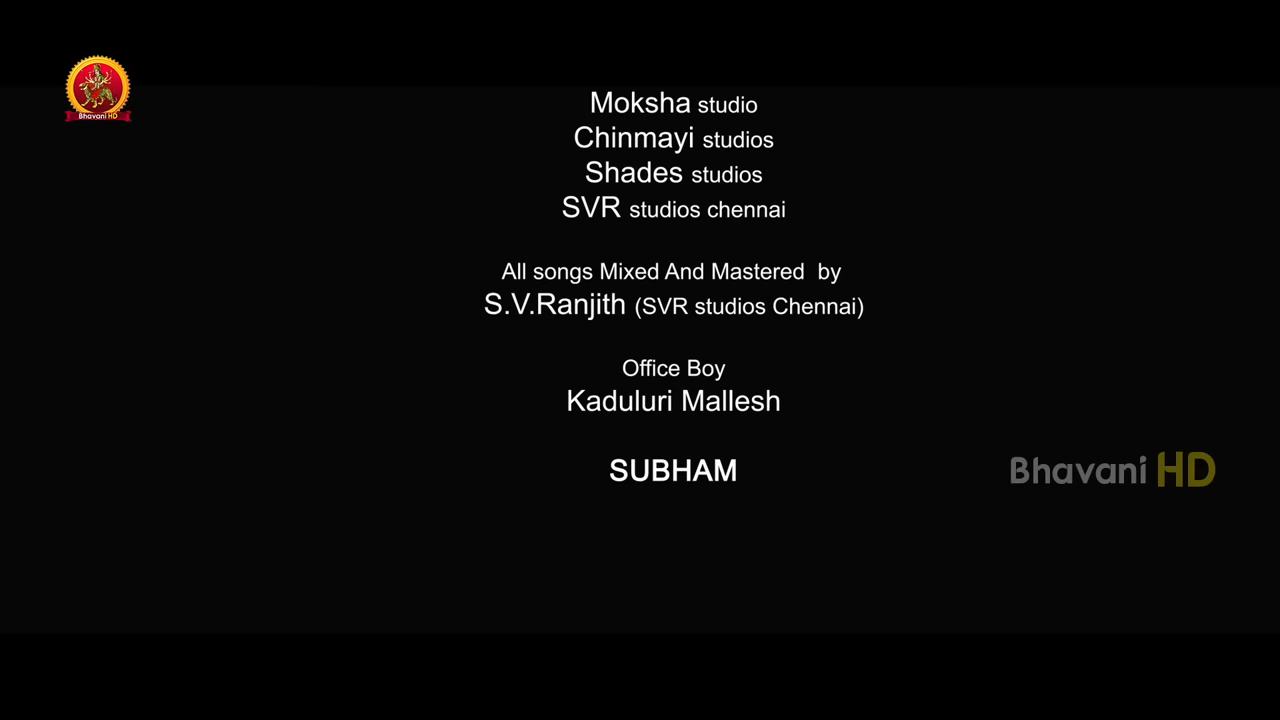 Bhavani HD
Moksha studio
Chinmayi studios
Shades studios
SVR studios chennai
All songs Mixed And Mastered by
S.V.Ranjith (SVR studios Chennai)
Office Boy
Kaduluri Mallesh
SUBHAM
Bhavani HD